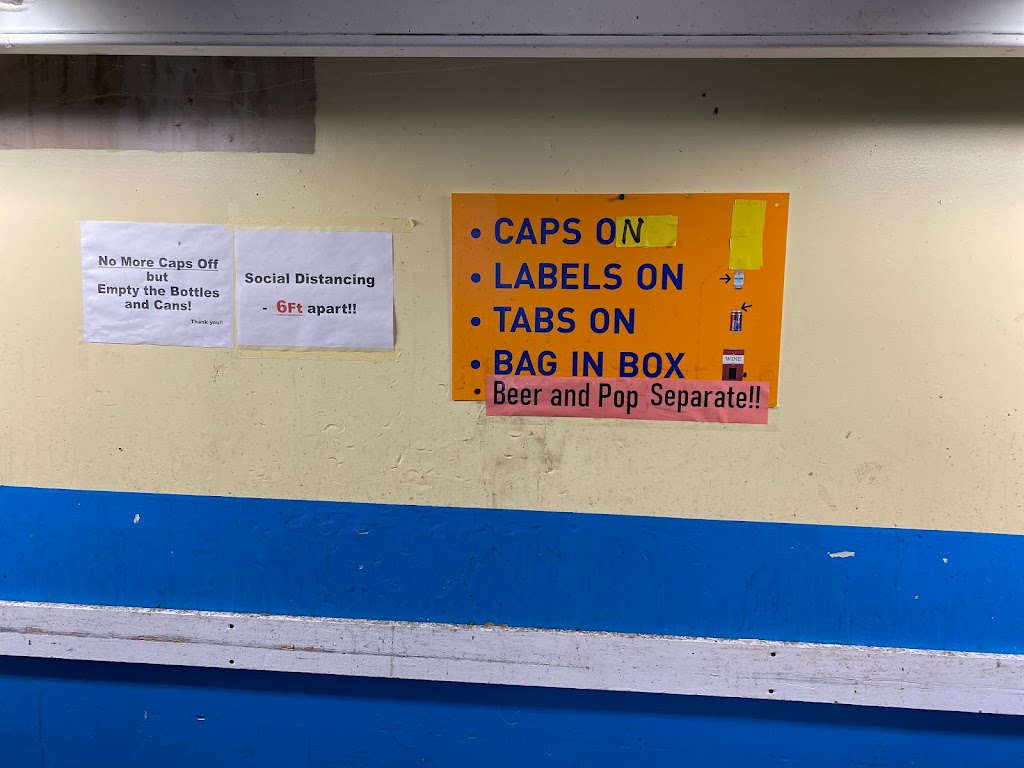 No More Caps Off
but
Empty the Bottles
and Cans!
Thank you!!
Social Distancing
- 6Ft apart!!
• CAPS ON
• LABELS ON
• TABS ON
• BAG IN BOX
WINE
• Beer and Pop Separate!!